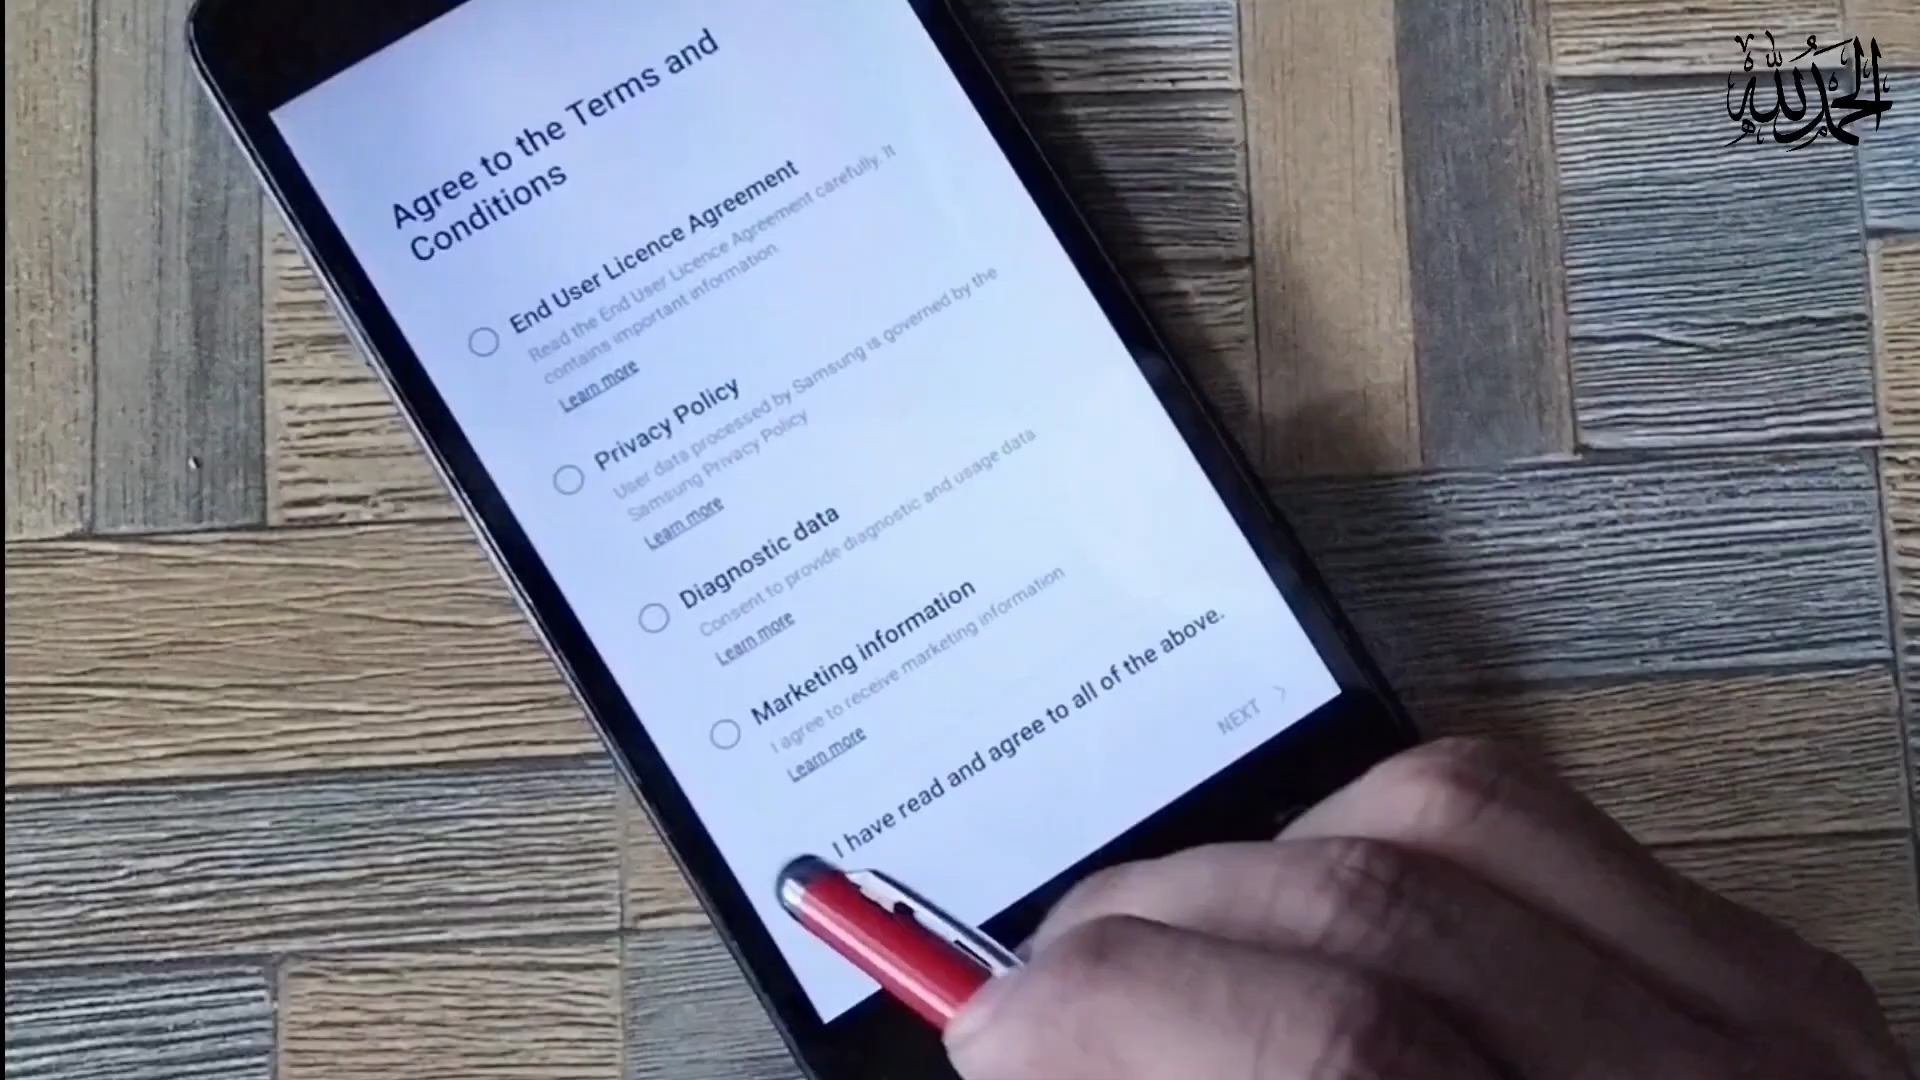 الحمد لله
Agree to the Terms and
Conditions
End User Licence Agreement
Read the End User Licence Agreement carefully. It
contains important information.
Learn more
Privacy Policy
User data processed by Samsung is governed by the
Samsung Privacy Policy
Learn more
Diagnostic data
Consent to provide diagnostic and usage data
Learn more
Marketing information
I agree to receive marketing information
Learn more
I have read and agree to all of the above.
NEXT